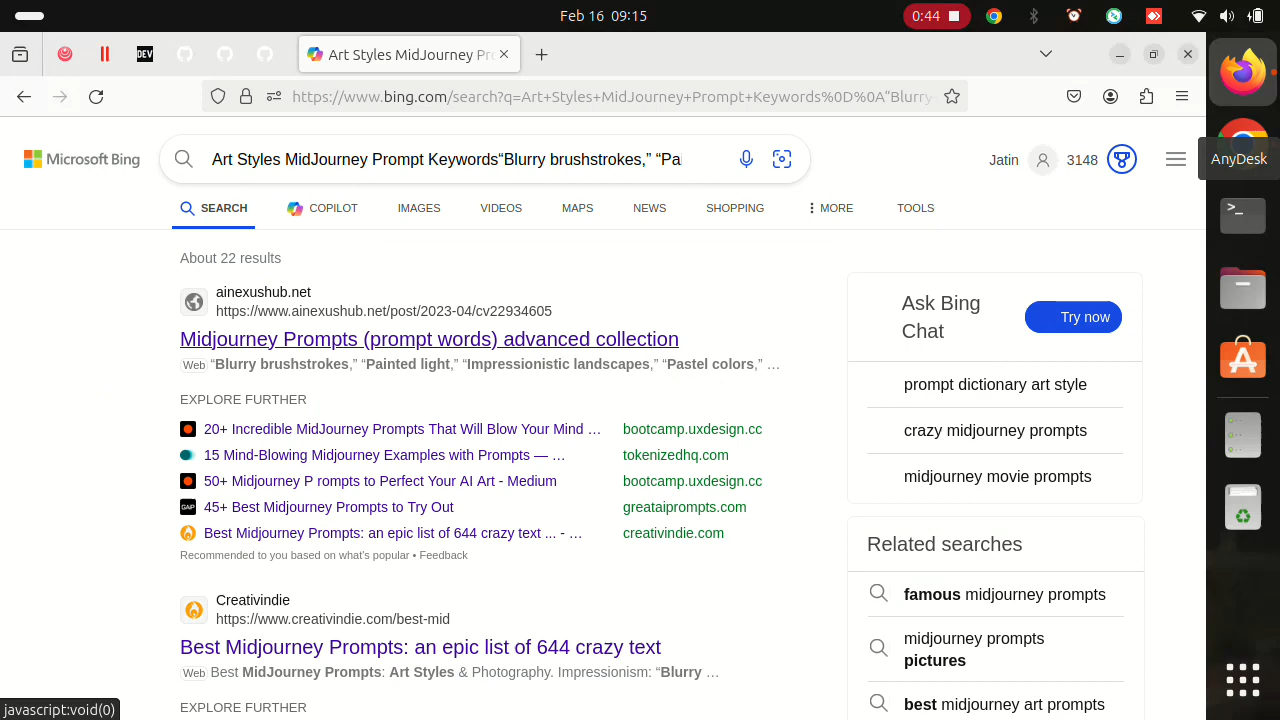 Feb 16 09:15
0:44
DEV
Art Styles MidJourney Pro
https://www.bing.com/search?q=Art+Styles+MidJourney+Prompt+Keywords%0D%0A"Blurry
AnyDesk
Microsoft Bing
Art Styles MidJourney Prompt Keywords“Blurry brushstrokes,” “Pai
Jatin
3148
SEARCH
COPILOT
IMAGES
VIDEOS
MAPS
NEWS
SHOPPING
MORE
TOOLS
About 22 results
ainexushub.net
https://www.ainexushub.net/post/2023-04/cv22934605
Midjourney Prompts (prompt words) advanced collection
Web “Blurry brushstrokes,” “Painted light,” “Impressionistic landscapes,” “Pastel colors,” …
EXPLORE FURTHER
20+ Incredible MidJourney Prompts That Will Blow Your Mind … bootcamp.uxdesign.cc
15 Mind-Blowing Midjourney Examples with Prompts — … tokenizedhq.com
50+ Midjourney P rompts to Perfect Your AI Art - Medium bootcamp.uxdesign.cc
GAIP
45+ Best Midjourney Prompts to Try Out greataiprompts.com
Best Midjourney Prompts: an epic list of 644 crazy text ... - … creativindie.com
Recommended to you based on what's popular • Feedback
Creativindie
https://www.creativindie.com/best-mid
Best Midjourney Prompts: an epic list of 644 crazy text
Web Best MidJourney Prompts: Art Styles & Photography. Impressionism: “Blurry …
EXPLORE FURTHER
Ask Bing
Chat
Try now
prompt dictionary art style
crazy midjourney prompts
midjourney movie prompts
Related searches
famous midjourney prompts
midjourney prompts
pictures
best midjourney art prompts
javascript:void(0)